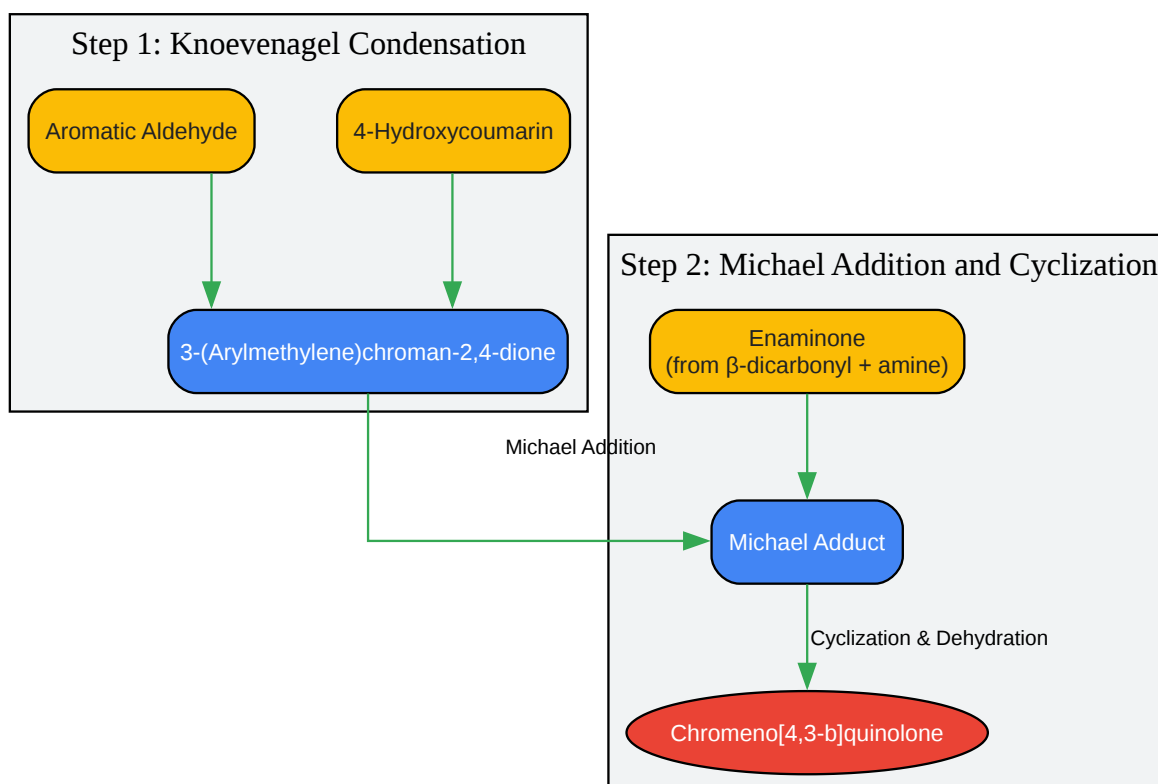 Step 1: Knoevenagel Condensation
Aromatic Aldehyde
4-Hydroxycoumarin
3-(Arylmethylene)chroman-2,4-dione
Step 2: Michael Addition and Cyclization
Enaminone
(from β-dicarbonyl + amine)
Michael Addition
Michael Adduct
Cyclization & Dehydration
Chromeno[4,3-b]quinolone